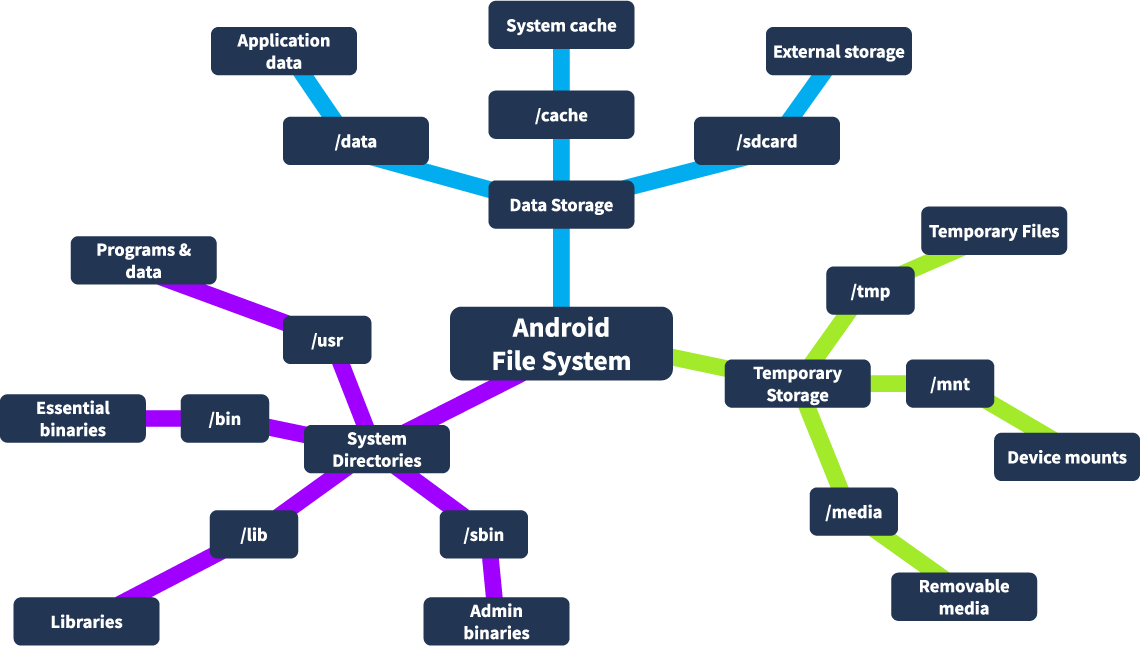 System cache
Application
data
External storage
/cache
/data
/sdcard
Data Storage
Temporary Files
Programs &
data
/tmp
Android
File System
/usr
Temporary
Storage
/mnt
Essential
binaries
/bin
System
Directories
Device mounts
/media
/lib
/sbin
Removable
media
Libraries
Admin
binaries